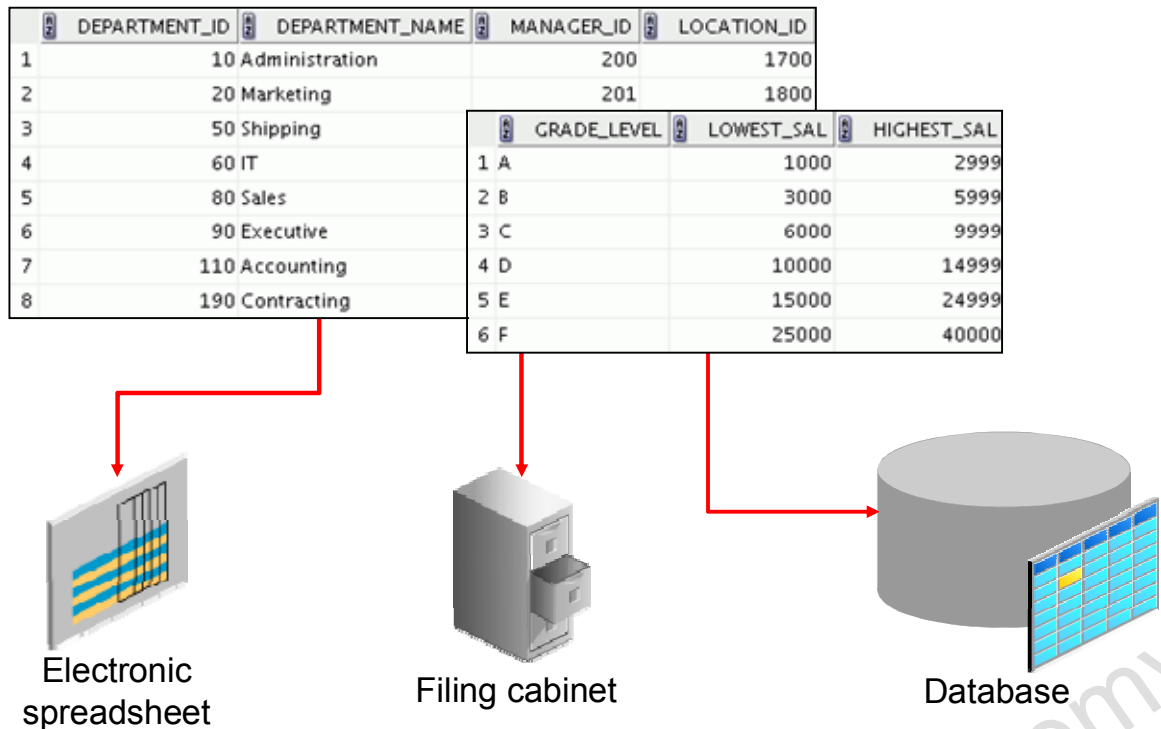 DEPARTMENT_ID DEPARTMENT_NAME MANAGER_ID LOCATION_ID
1 10 Administration 200 1700
2 20 Marketing 201 1800
3 50 Shipping
4 60 IT
5 80 Sales
6 90 Executive
7 110 Accounting
8 190 Contracting
GRADE_LEVEL LOWEST_SAL HIGHEST_SAL
1 A 1000 2999
2 B 3000 5999
3 C 6000 9999
4 D 10000 14999
5 E 15000 24999
6 F 25000 40000
Electronic
spreadsheet
Filing cabinet
Database